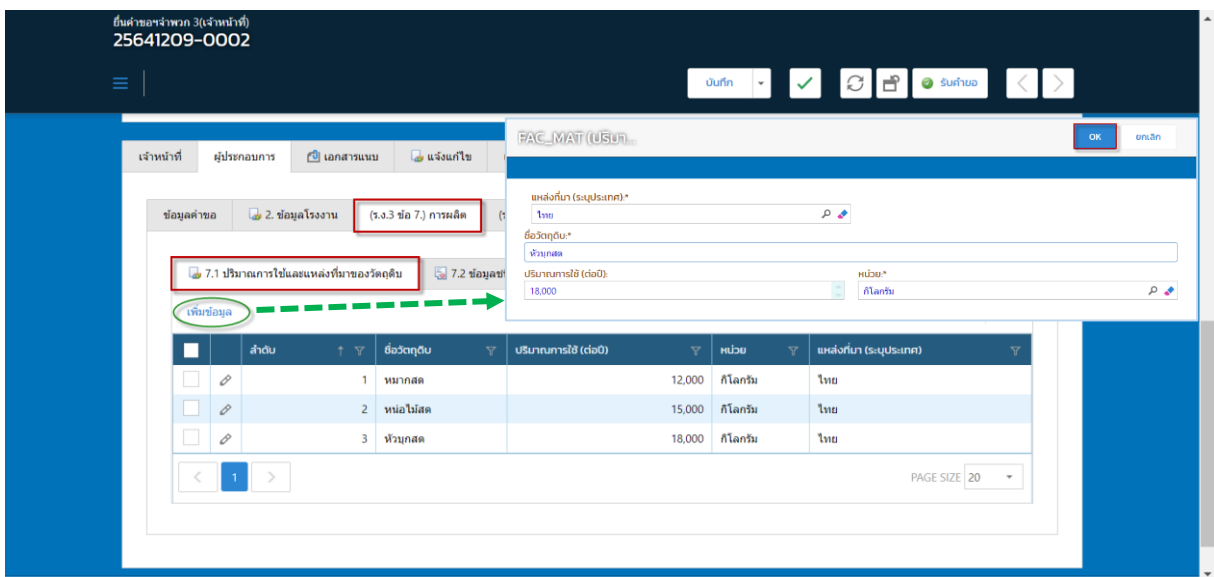 ยื่นคำขอฯจำพวก 3(เจ้าหน้าที่)
25641209-0002
บันทึก
รับคำขอ
FAC_MAT (ปริมา...
OK
ยกเลิก
เจ้าหน้าที่
ผู้ประกอบการ
เอกสารแนบ
แจ้งแก้ไข
แหล่งที่มา (ระบุประเทศ):*
ไทย
ชื่อวัตถุดิบ:*
หัวบุกสด
ปริมาณการใช้ (ต่อปี):
หน่วย:*
18,000
กิโลกรัม
ข้อมูลคำขอ
2. ข้อมูลโรงงาน
(ร.ง.3 ข้อ 7.) การผลิต
(ร
7.1 ปริมาณการใช้และแหล่งที่มาของวัตถุดิบ
7.2 ข้อมูลช
เพิ่มข้อมูล
ลำดับ ชื่อวัตถุดิบ ปริมาณการใช้ (ต่อปี) หน่วย แหล่งที่มา (ระบุประเทศ)
1 หมากสด 12,000 กิโลกรัม ไทย
2 หน่อไม้สด 15,000 กิโลกรัม ไทย
3 หัวบุกสด 18,000 กิโลกรัม ไทย
1
PAGE SIZE 20